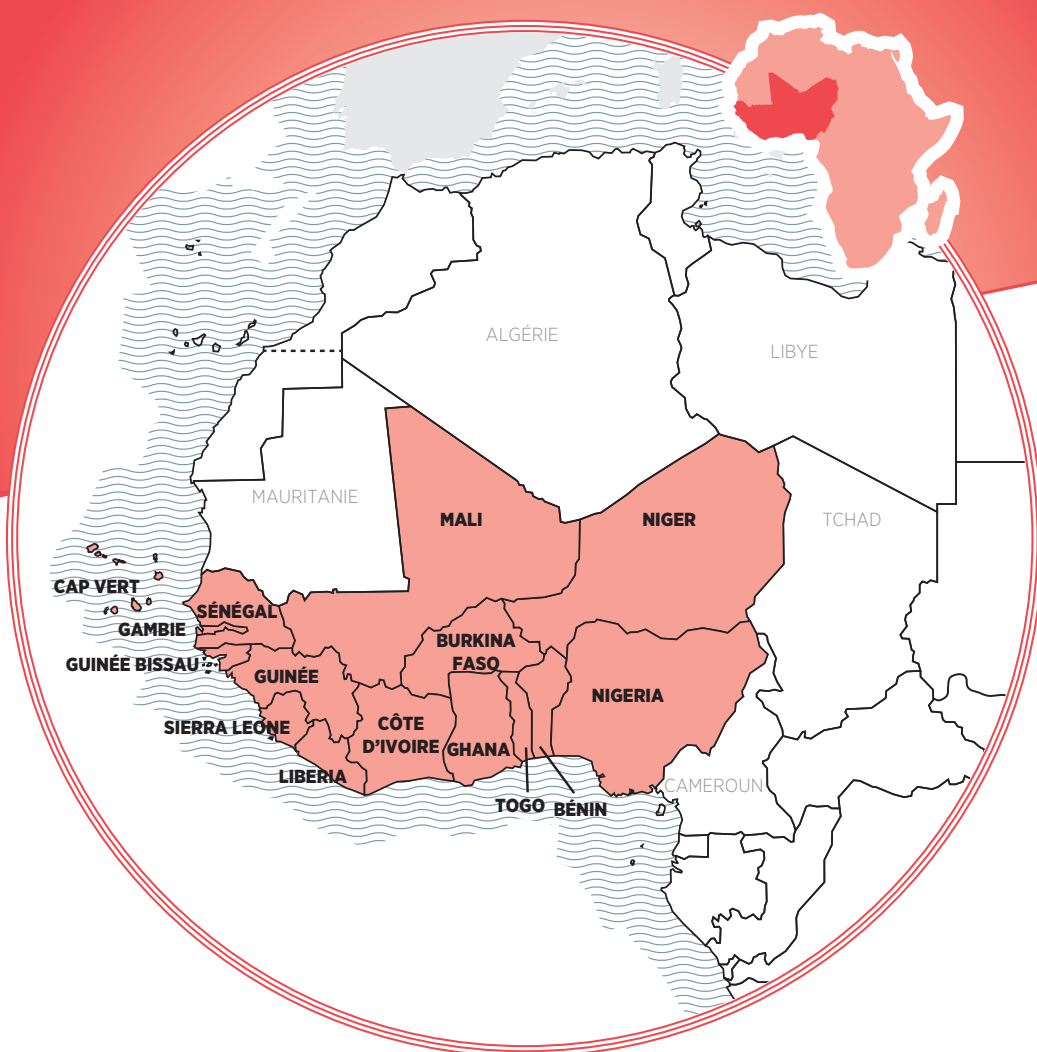 ALGÉRIE
LIBYE
MAURITANIE
MALI
NIGER
TCHAD
CAP VERT
SÉNÉGAL
GAMBIE
BURKINA
FASO
GUINÉE BISSAU
GUINÉE
NIGERIA
SIERRA LEONE
CÔTE
D'IVOIRE
GHANA
LIBERIA
CAMEROUN
TOGO
BÉNIN